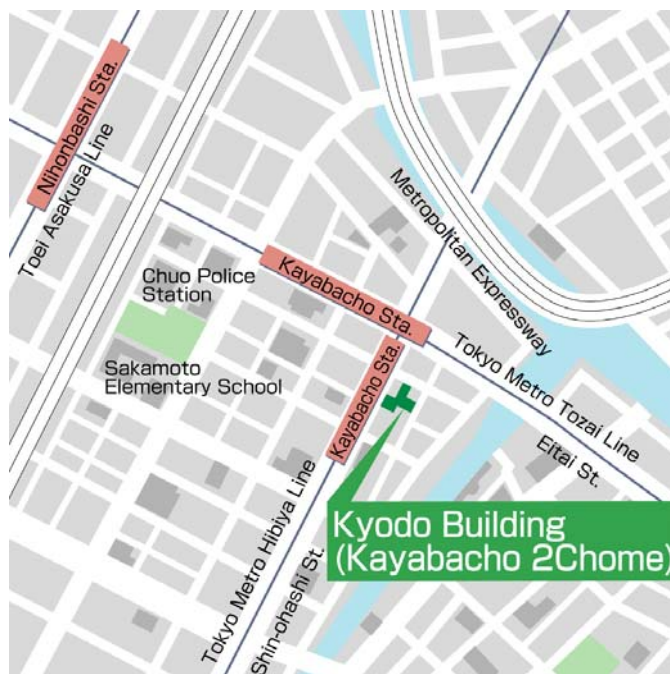 Nihonbashi Sta.
Toei Asakusa Line
Metropolitan Expressway
Chuo Police
Station
Kayabacho Sta.
Sakamoto
Elementary School
Kayabacho Sta.
Tokyo Metro Tozai Line
Eitai St.
Kyodo Building
(Kayabacho 2Chome)
Tokyo Metro Hibiya Line
Shin-ohashi St.